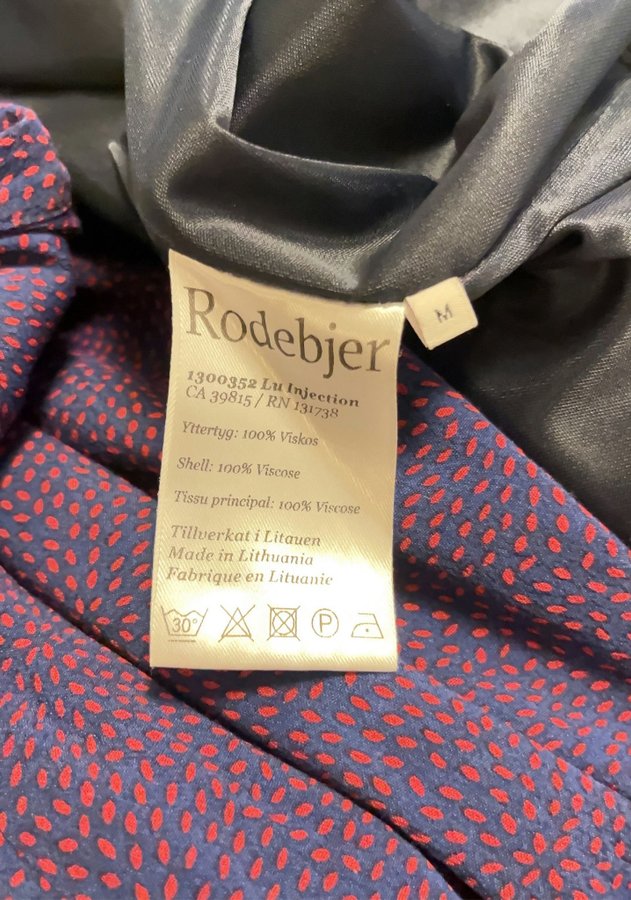 Rodebjer
M
1300352 Lu Injection
CA 39815 / RN 131738
Yttertyg: 100% Viskos
Shell: 100% Viscose
Tissu principal: 100% Viscose
Tillverkat i Litauen
Made in Lithuania
Fabrique en Lituanie
30°
P